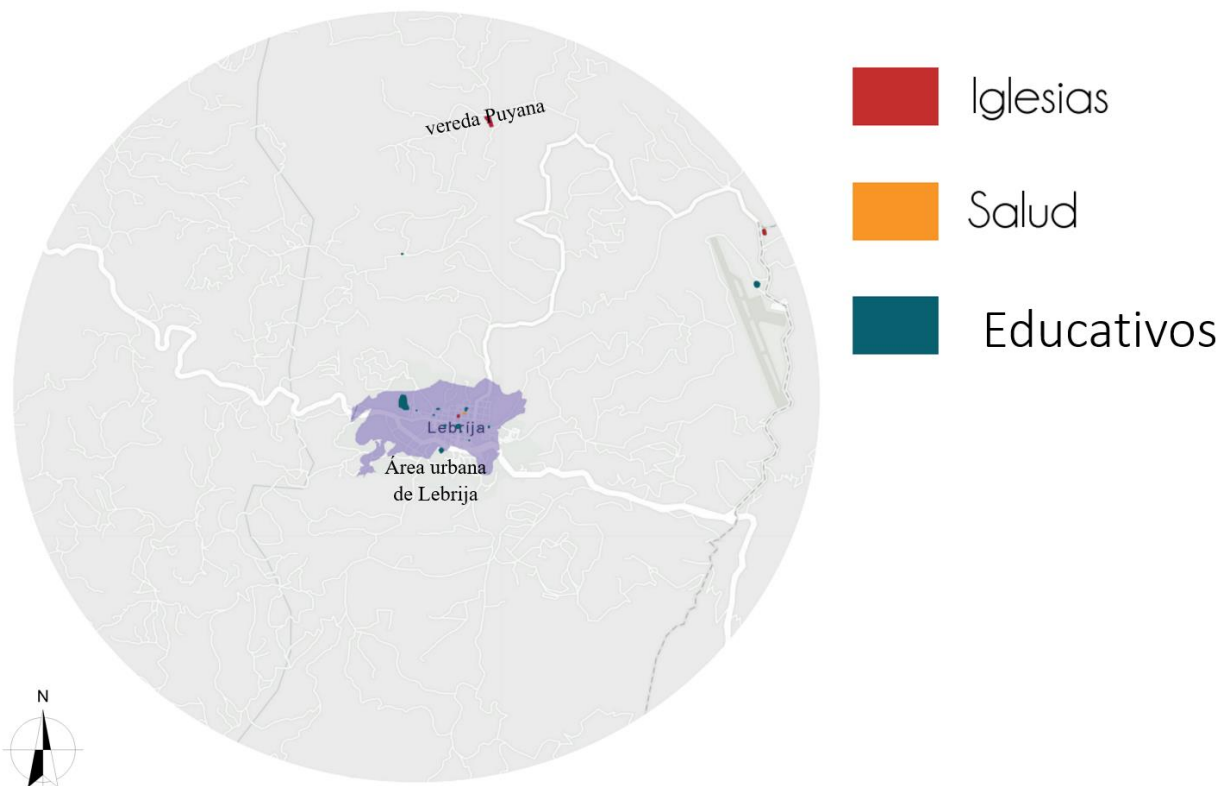 vereda Puyana
Lebrija
Área urbana
de Lebrija
Iglesias
Salud
Educativos
N